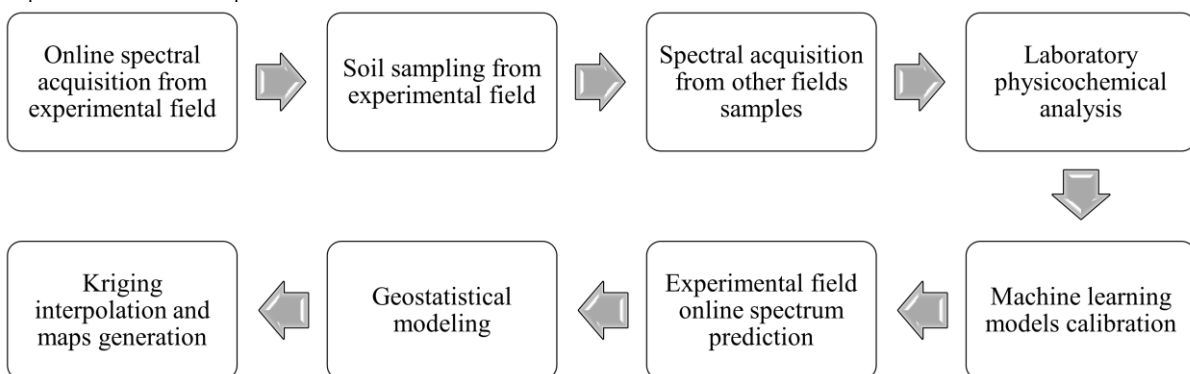 Online spectral
acquisition from
experimental field
Soil sampling from
experimental field
Spectral acquisition
from other fields
samples
Laboratory
physicochemical
analysis
Machine learning
models calibration
Experimental field
online spectrum
prediction
Geostatistical
modeling
Kriging
interpolation and
maps generation